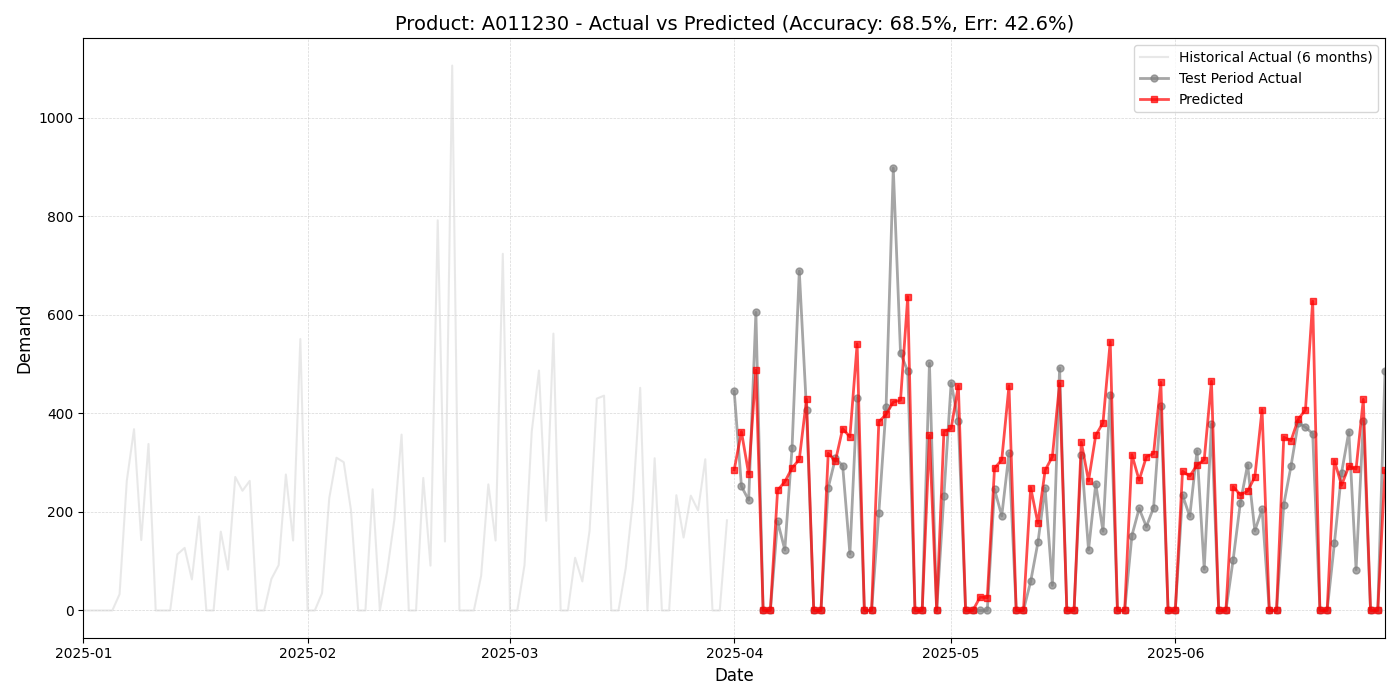 Product: A011230 - Actual vs Predicted (Accuracy: 68.5%, Err: 42.6%)
Historical Actual (6 months)
Test Period Actual
Predicted
Demand
1000
800
600
400
200
0
2025-01
2025-02
2025-03
2025-04
2025-05
2025-06
Date